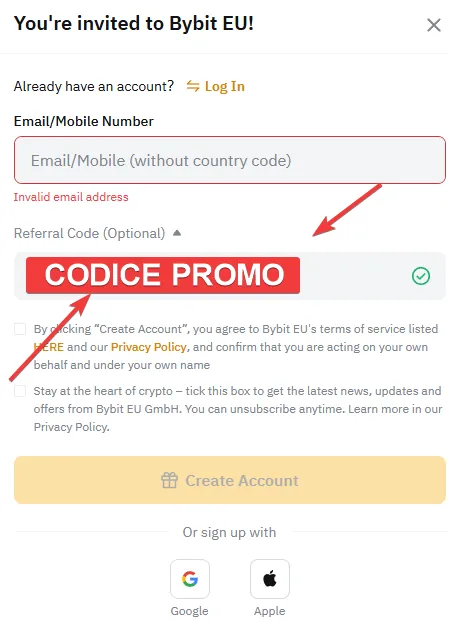 You're invited to Bybit EU!
Already have an account? Log In
Email/Mobile Number
Email/Mobile (without country code)
Invalid email address
Referral Code (Optional)
CODICE PROMO
By clicking “Create Account”, you agree to Bybit EU's terms of service listed
HERE and our Privacy Policy, and confirm that you are acting on your own
behalf and under your own name
Stay at the heart of crypto – tick this box to get the latest news, updates and
offers from Bybit EU GmbH. You can unsubscribe anytime. Learn more in our
Privacy Policy.
Create Account
Or sign up with
Google
Apple